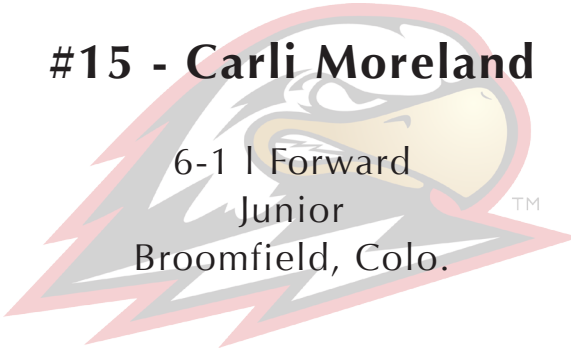 #15 - Carli Moreland
6-1 l Forward
Junior
TM
Broomfield, Colo.